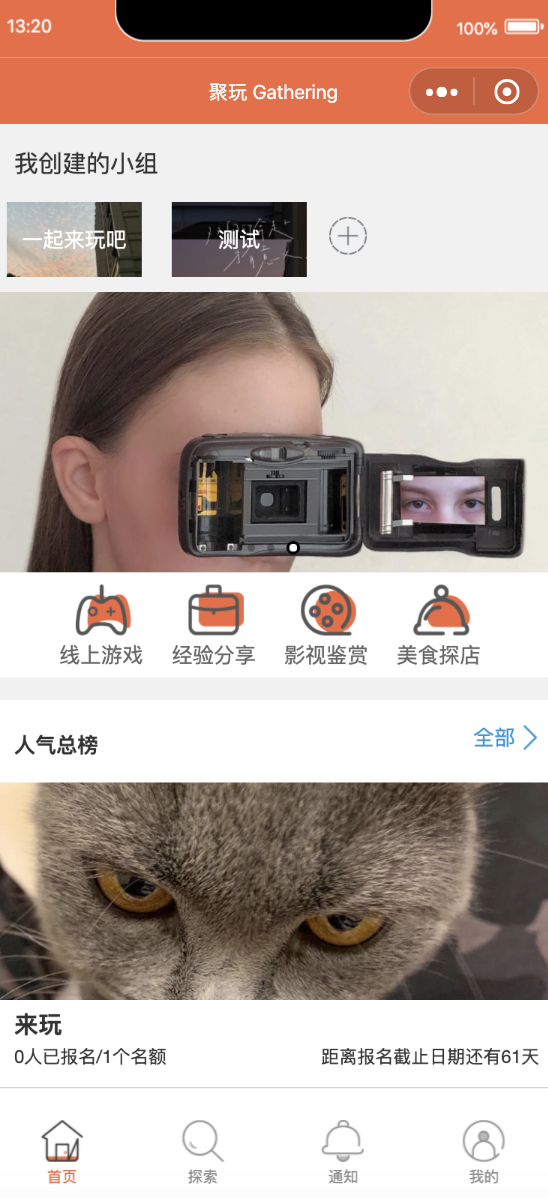 13:20
100%
聚玩 Gathering
我创建的小组
一起来玩吧
测试
线上游戏
经验分享
影视鉴赏
美食探店
人气总榜
全部
来玩
0人已报名/1个名额
距离报名截止日期还有61天
首页
探索
通知
我的